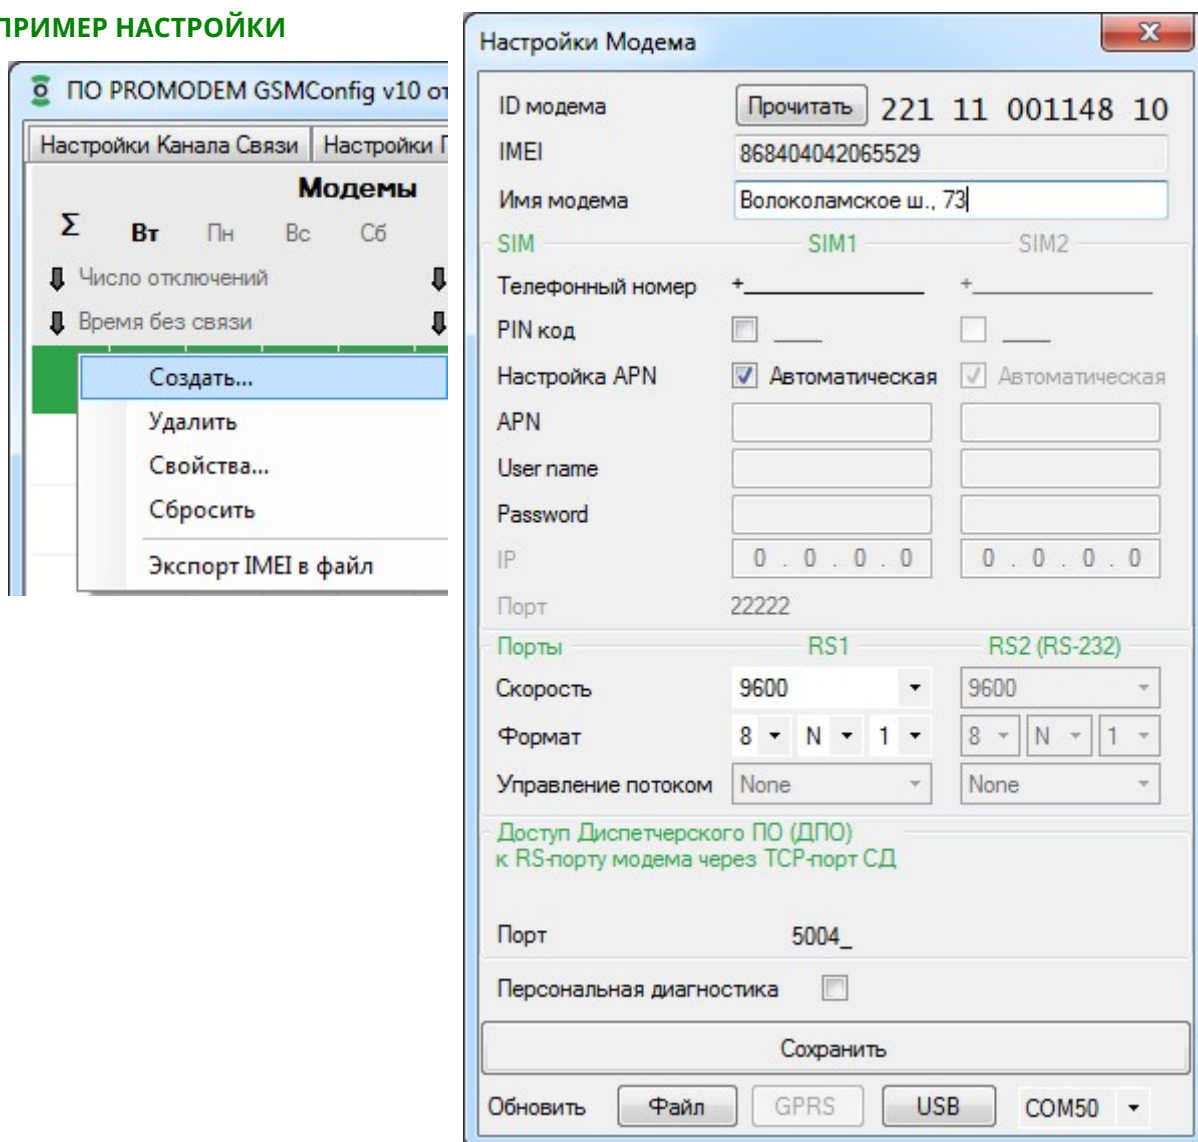 ПРИМЕР НАСТРОЙКИ
ПО PROMODEM GSMConfig v10 от
Настройки Канала Связи Настройки П
Модемы
Σ Вт Пн Вс Сб
Число отключений
Время без связи
Создать...
Удалить
Свойства...
Сбросить
Экспорт IMEI в файл
Настройки Модема
ID модема Прочитать 221 11 001148 10
IMEI 868404042065529
Имя модема Волоколамское ш., 73
SIM SIM1 SIM2
Телефонный номер +_________ +_________
PIN код ____ ____
Настройка APN Автоматическая Автоматическая
APN
User name
Password
IP 0 . 0 . 0 . 0 0 . 0 . 0 . 0
Порт 22222
Порты RS1 RS2 (RS-232)
Скорость 9600 9600
Формат 8 N 1 8 N 1
Управление потоком None None
Доступ Диспетчерского ПО (ДПО)
к RS-порту модема через TCP-порт СД
Порт 5004_
Персональная диагностика
Сохранить
Обновить Файл GPRS USB COM50